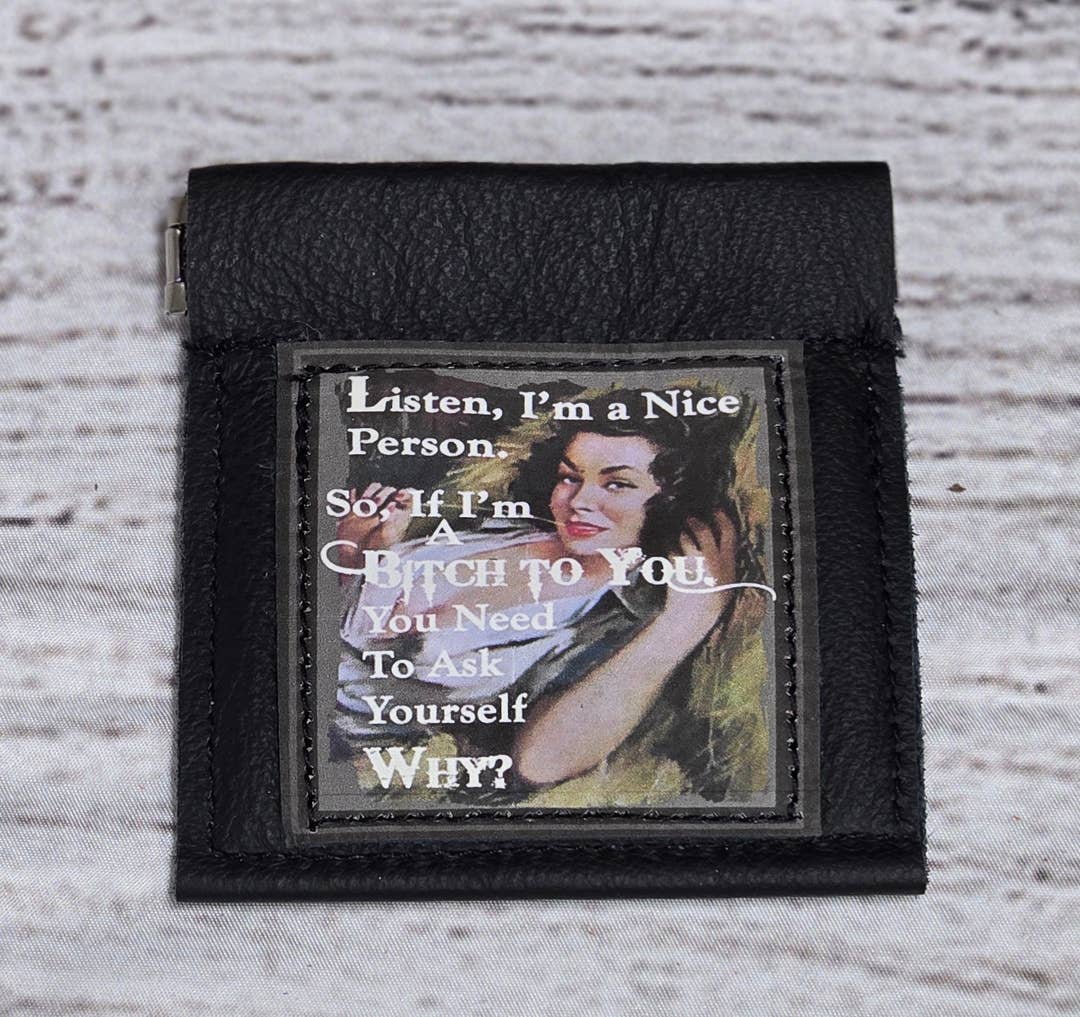 Listen, I'm a Nice
Person.
So, If I'm
A
Bitch to You,
You Need
To Ask
Yourself
Why?